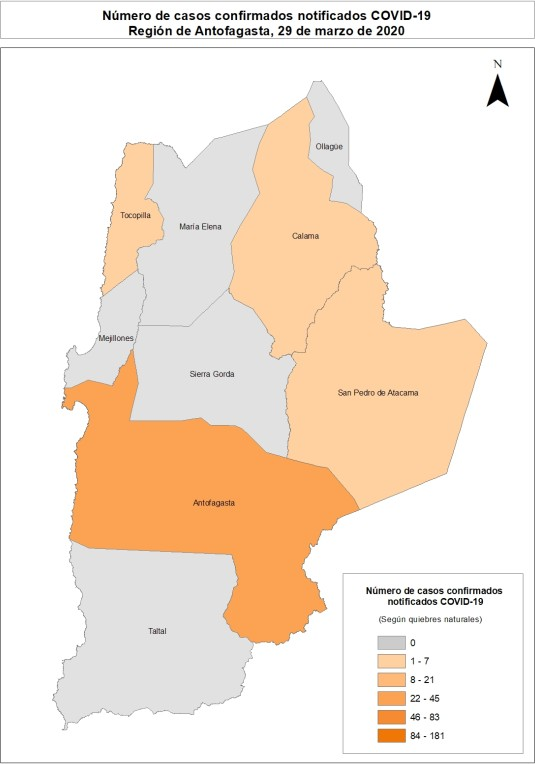 Número de casos confirmados notificados COVID-19
Región de Antofagasta, 29 de marzo de 2020
N
Ollagüe
Tocopilla
María Elena
Calama
Mejillones
Sierra Gorda
San Pedro de Atacama
Antofagasta
Taltal
Número de casos confirmados
notificados COVID-19
(Según quiebres naturales)
0
1 - 7
8 - 21
22 - 45
46 - 83
84 - 181